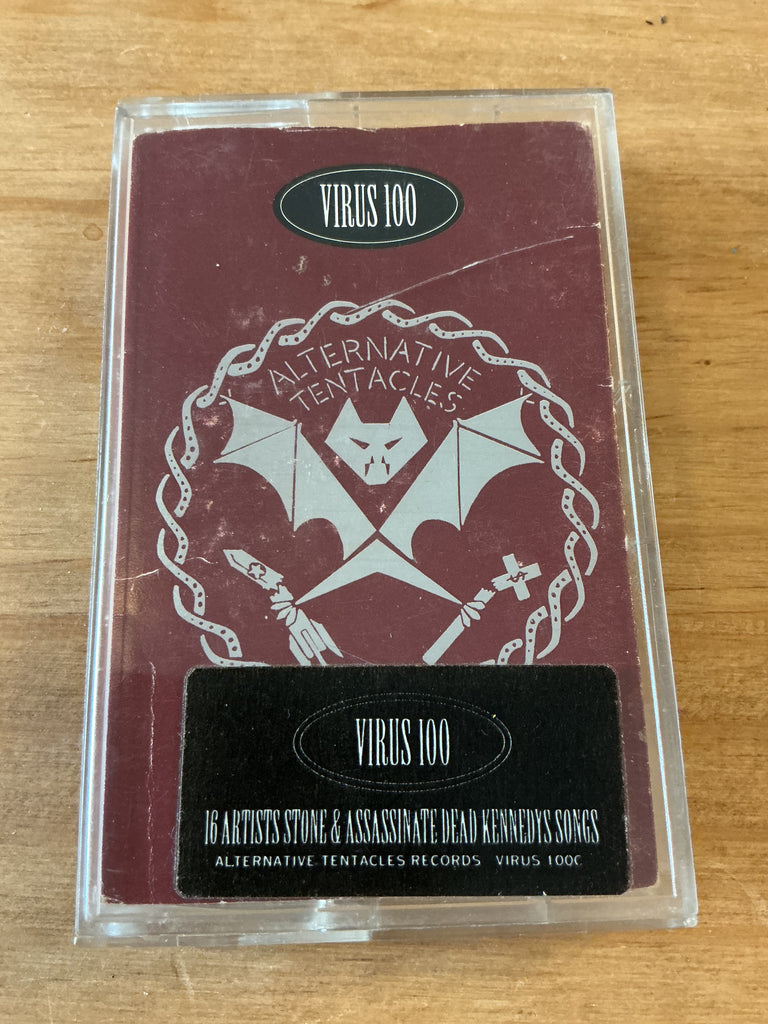 VIRUS 100
ALTERNATIVE
TENTACLES
VIRUS 100
16 ARTISTS STONE & ASSASSINATE DEAD KENNEDYS SONGS
ALTERNATIVE TENTACLES RECORDS VIRUS 100C